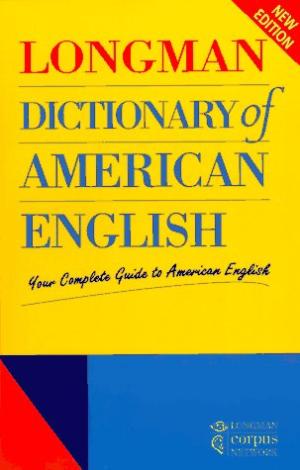 NEW
EDITION
LONGMAN
DICTIONARY of
AMERICAN
ENGLISH
Your Complete Guide to American English
LONGMAN
corpus
NETWORK